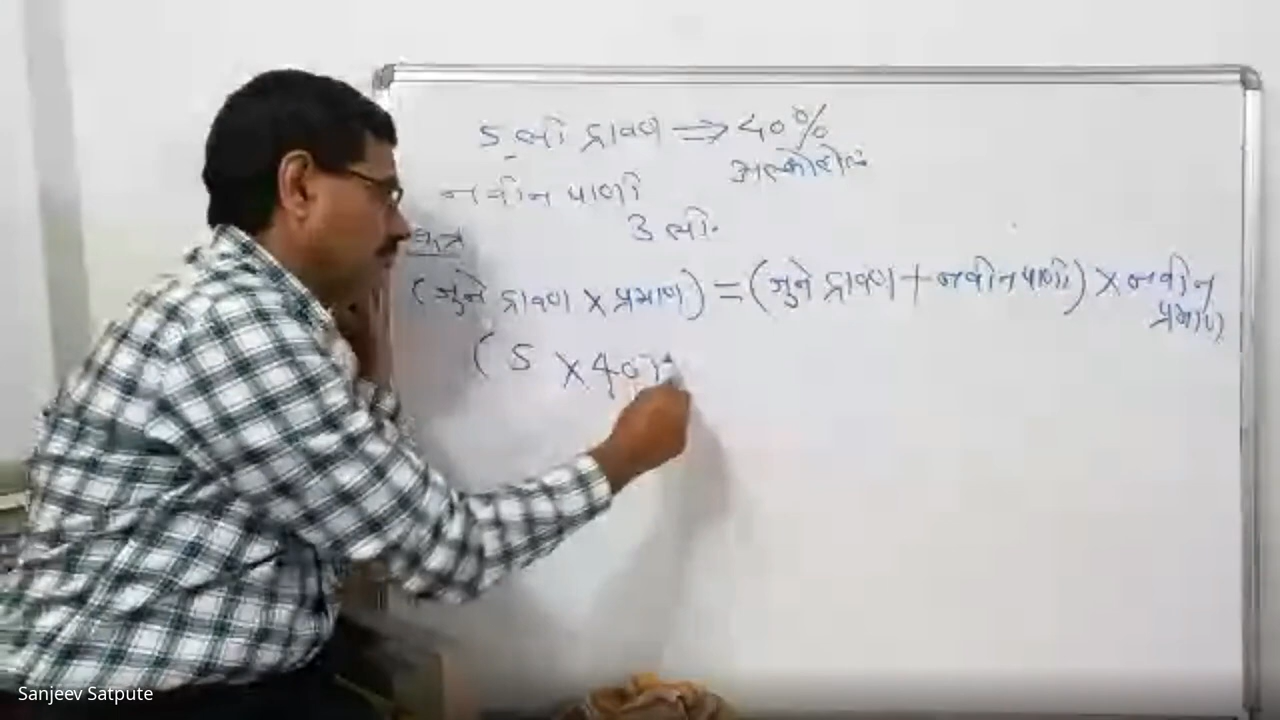 5 ली द्रावण ⇒ 40%
अल्कोहोल
नवीन पाणी
3 ली.
सूत्र
(जुने द्रावण × प्रमाण) = (जुने द्रावण + नवीन पाणी) × नवीन
प्रमाण
( 5 × 40%
Sanjeev Satpute